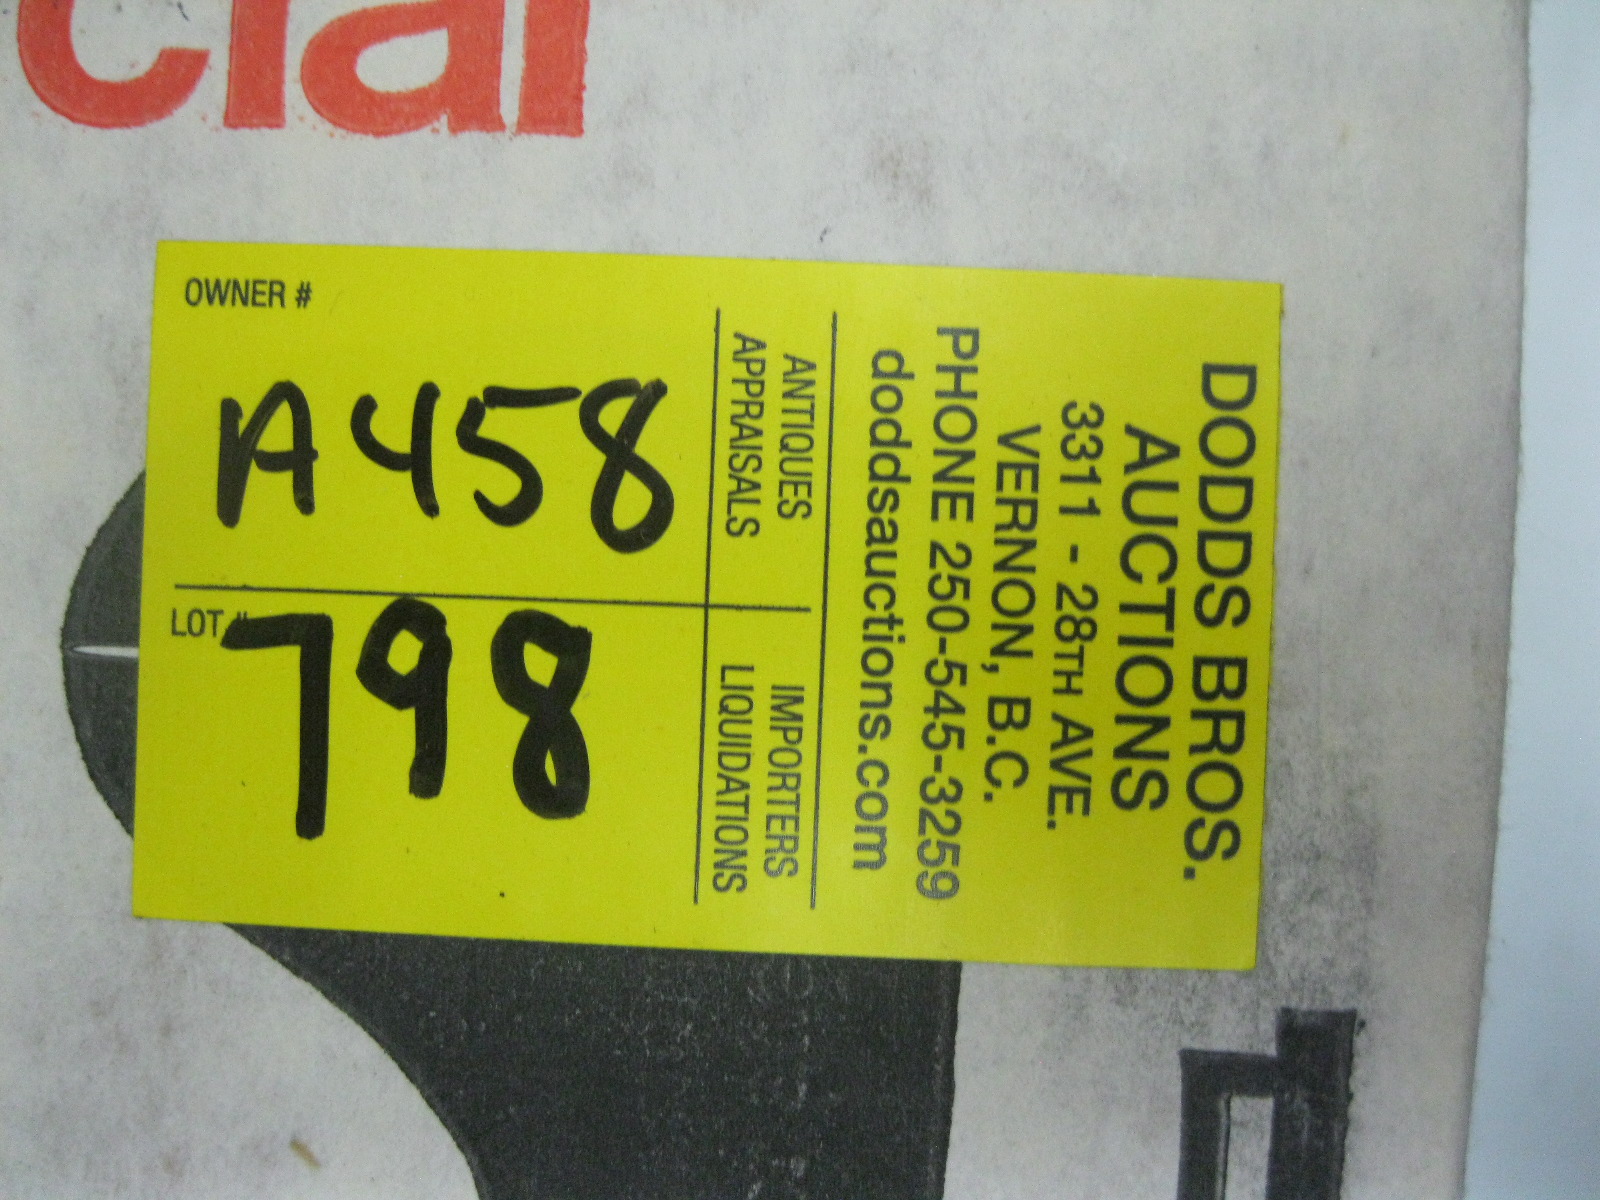 cial
OWNER #
A458
LOT #
798
DODDS BROS.
AUCTIONS
3311 - 28TH AVE.
VERNON, B.C.
PHONE 250-545-3259
doddsauctions.com
ANTIQUES
APPRAISALS
IMPORTERS
LIQUIDATIONS